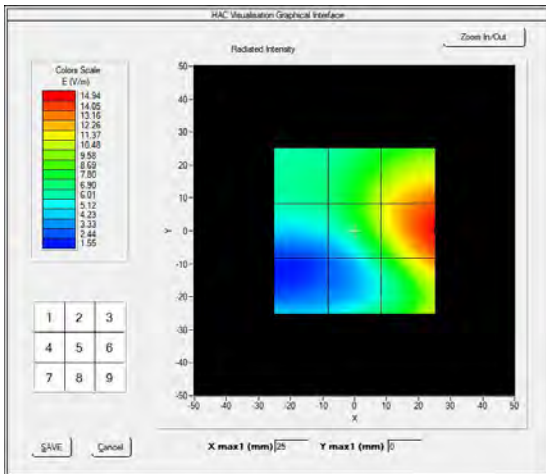 HAC Visualisation Graphical Interface
Zoom In/Out
Radiated Intensity
Colors Scale
E (V/m)
14.94
14.05
13.16
12.26
11.37
10.48
9.58
8.69
7.80
6.90
6.01
5.12
4.23
3.33
2.44
1.55
50
40
30
20
10
0
-10
-20
-30
-40
-50
Y
-50 -40 -30 -20 -10 0 10 20 30 40 50
X
1 2 3
4 5 6
7 8 9
SAVE
Cancel
X max1 (mm) 25
Y max1 (mm) 0